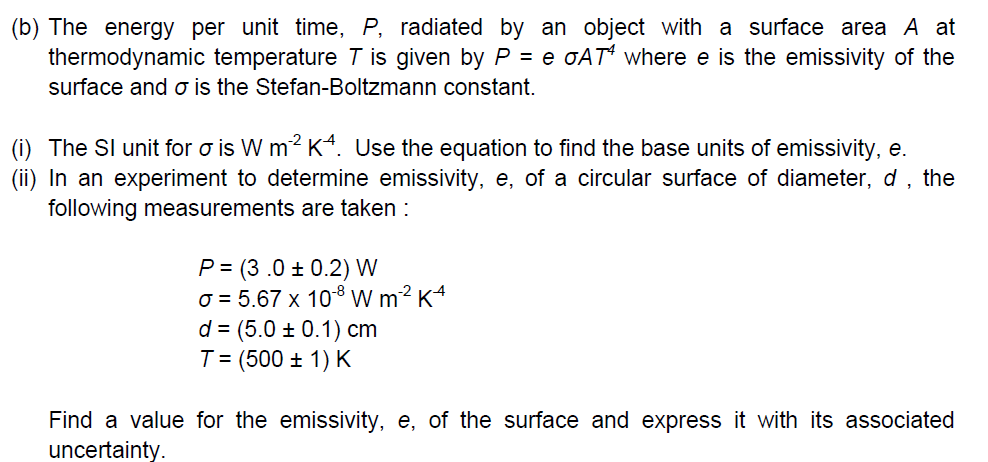 (b) The energy per unit time, P, radiated by an object with a surface area A at
thermodynamic temperature T is given by P = e σAT⁴ where e is the emissivity of the
surface and σ is the Stefan-Boltzmann constant.
(i) The SI unit for σ is W m⁻² K⁻⁴. Use the equation to find the base units of emissivity, e.
(ii) In an experiment to determine emissivity, e, of a circular surface of diameter, d , the
following measurements are taken :
P = (3 .0 ± 0.2) W
σ = 5.67 x 10⁻⁸ W m⁻² K⁻⁴
d = (5.0 ± 0.1) cm
T = (500 ± 1) K
Find a value for the emissivity, e, of the surface and express it with its associated
uncertainty.